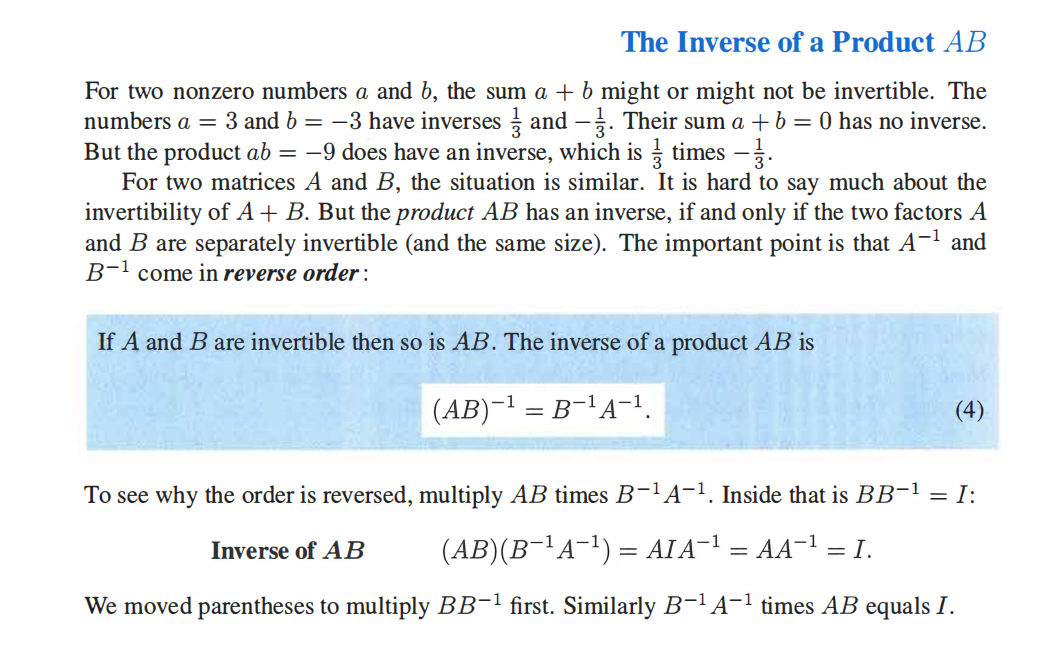 The Inverse of a Product AB
For two nonzero numbers a and b, the sum a + b might or might not be invertible. The
numbers a = 3 and b = −3 have inverses 1/3 and −1/3. Their sum a + b = 0 has no inverse.
But the product ab = −9 does have an inverse, which is 1/3 times −1/3.
For two matrices A and B, the situation is similar. It is hard to say much about the
invertibility of A + B. But the product AB has an inverse, if and only if the two factors A
and B are separately invertible (and the same size). The important point is that A⁻¹ and
B⁻¹ come in reverse order:
If A and B are invertible then so is AB. The inverse of a product AB is
(AB)⁻¹ = B⁻¹A⁻¹. (4)
To see why the order is reversed, multiply AB times B⁻¹A⁻¹. Inside that is BB⁻¹ = I:
Inverse of AB (AB)(B⁻¹A⁻¹) = AIA⁻¹ = AA⁻¹ = I.
We moved parentheses to multiply BB⁻¹ first. Similarly B⁻¹A⁻¹ times AB equals I.